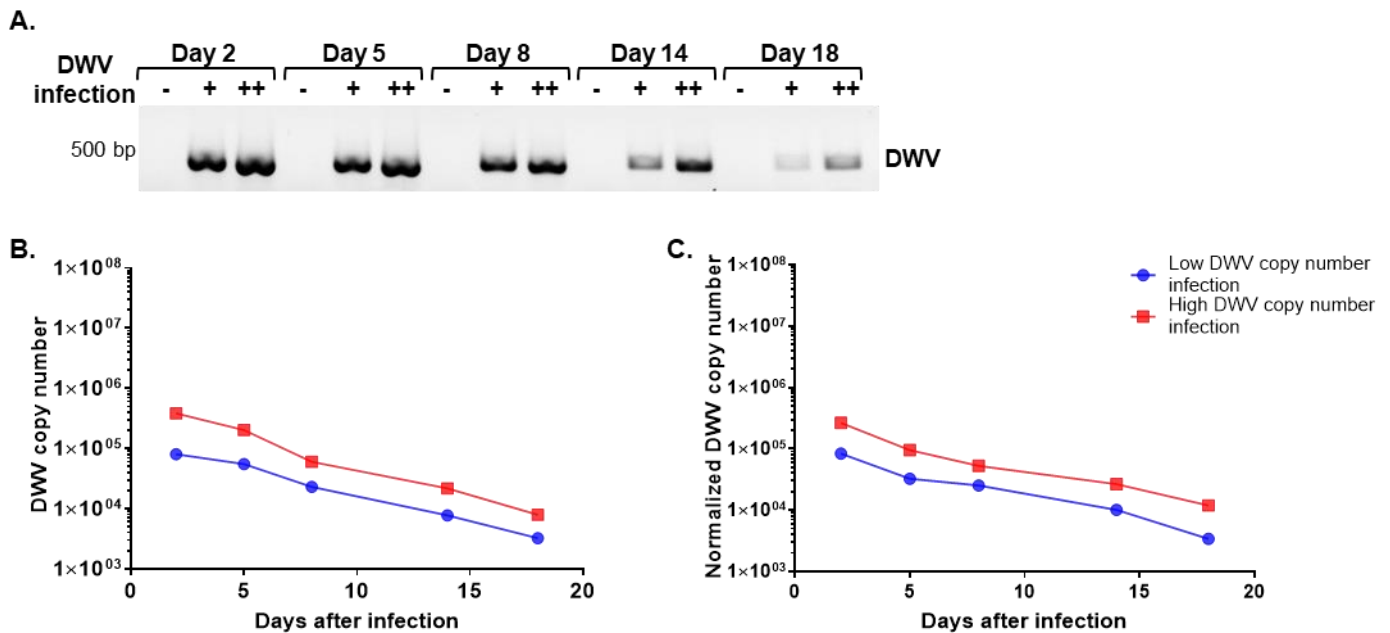 A.
Day 2 Day 5 Day 8 Day 14 Day 18
DWV
infection - + ++ - + ++ - + ++ - + ++ - + ++
500 bp
DWV
B.
DWV copy number
1×10⁰⁸
1×10⁰⁷
1×10⁰⁶
1×10⁰⁵
1×10⁰⁴
1×10⁰³
0 5 10 15 20
Days after infection
C.
Normalized DWV copy number
1×10⁰⁸
1×10⁰⁷
1×10⁰⁶
1×10⁰⁵
1×10⁰⁴
1×10⁰³
0 5 10 15 20
Days after infection
Low DWV copy number
infection
High DWV copy number
infection